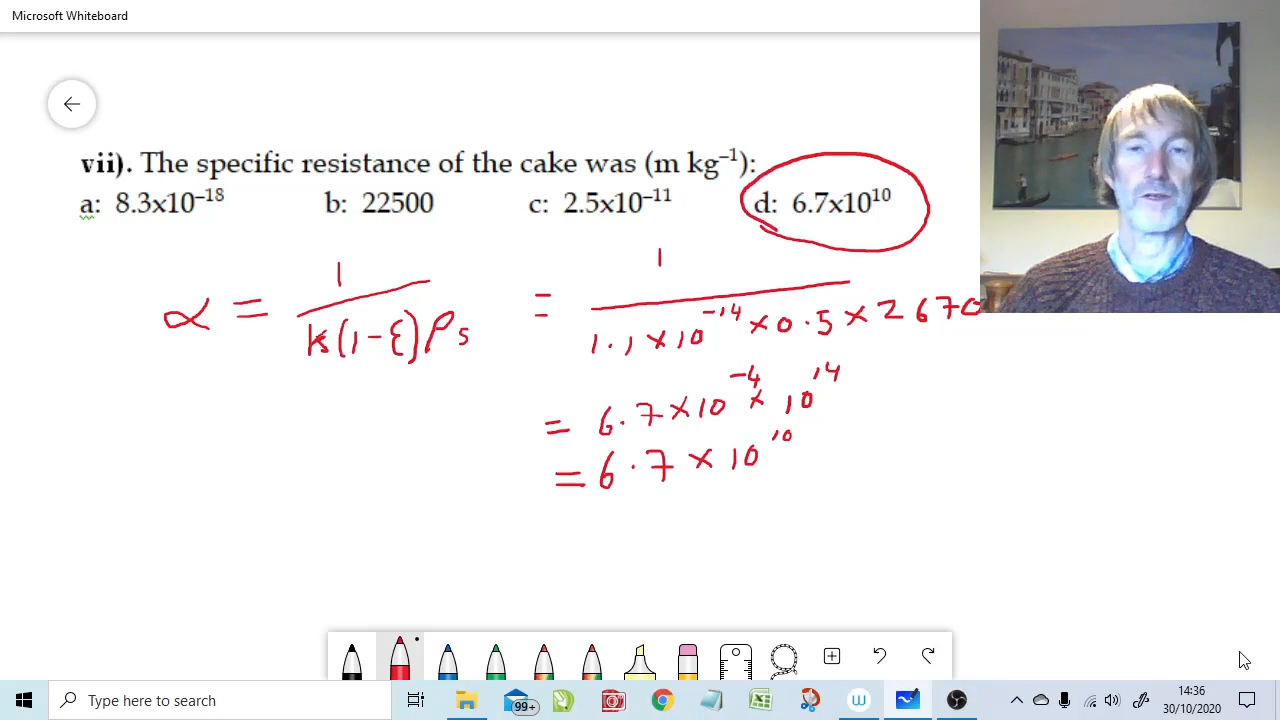 Microsoft Whiteboard
vii). The specific resistance of the cake was (m kg⁻¹):
a: 8.3x10⁻¹⁸ b: 22500 c: 2.5x10⁻¹¹ d: 6.7x10¹⁰
α = 1 / k(1-ε)ρs = 1 / 1.1×10⁻¹⁴×0.5×2670
= 6.7×10⁻⁴×10¹⁴
= 6.7×10¹⁰
99+
Type here to search
14:36
30/10/2020